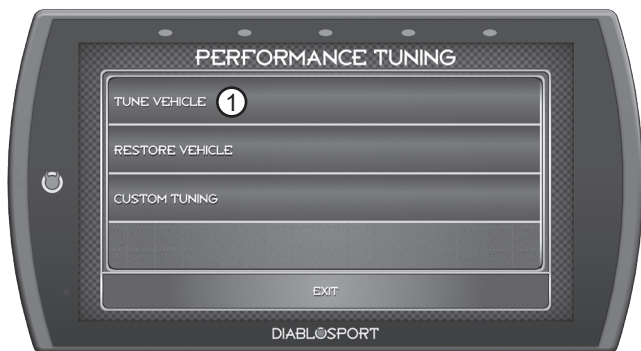 PERFORMANCE TUNING
TUNE VEHICLE 1
RESTORE VEHICLE
CUSTOM TUNING
EXIT
DIABLOSPORT